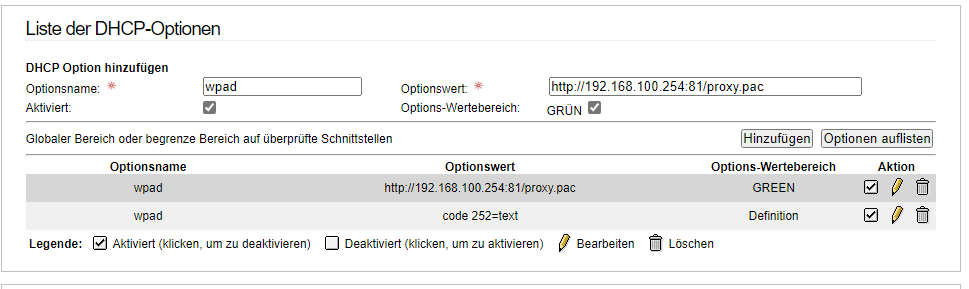 Liste der DHCP-Optionen
DHCP Option hinzufügen
Optionsname: * wpad Optionswert: * http://192.168.100.254:81/proxy.pac
Aktiviert: Options-Wertebereich: GRÜN
Globaler Bereich oder begrenze Bereich auf überprüfte Schnittstellen Hinzufügen Optionen auflisten
Optionsname Optionswert Options-Wertebereich Aktion
wpad http://192.168.100.254:81/proxy.pac GREEN
wpad code 252=text Definition
Legende: Aktiviert (klicken, um zu deaktivieren) Deaktiviert (klicken, um zu aktivieren) Bearbeiten Löschen